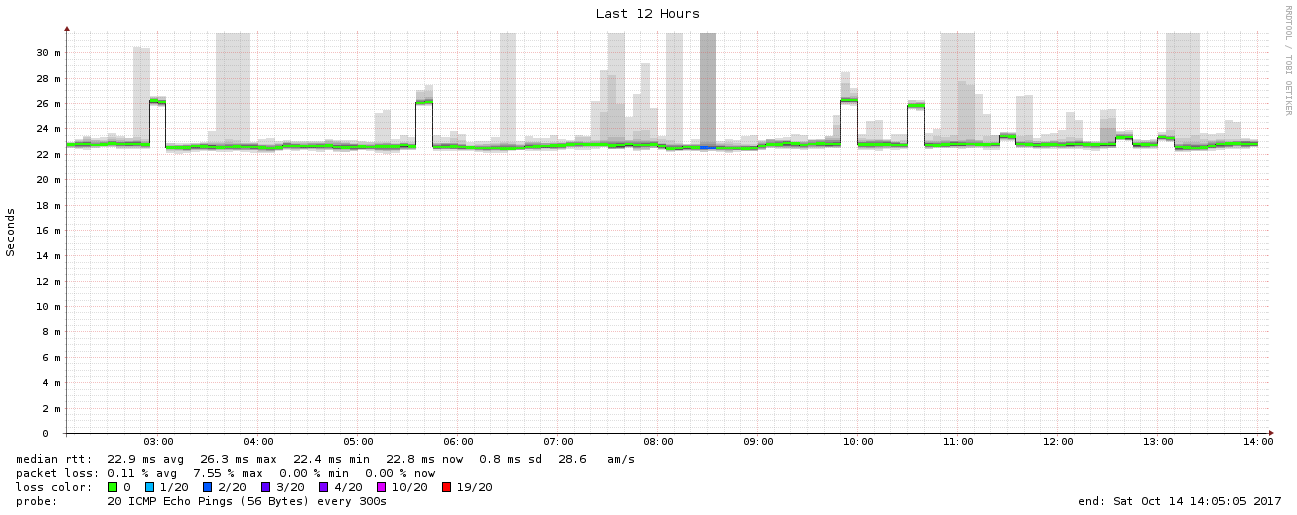 Last 12 Hours
RRDTOOL / TOBI OETIKER
Seconds
30 m
28 m
26 m
24 m
22 m
20 m
18 m
16 m
14 m
12 m
10 m
8 m
6 m
4 m
2 m
0
03:00 04:00 05:00 06:00 07:00 08:00 09:00 10:00 11:00 12:00 13:00 14:00
median rtt: 22.9 ms avg 26.3 ms max 22.4 ms min 22.8 ms now 0.8 ms sd 28.6 am/s
packet loss: 0.11 % avg 7.55 % max 0.00 % min 0.00 % now
loss color: 0 1/20 2/20 3/20 4/20 10/20 19/20
probe: 20 ICMP Echo Pings (56 Bytes) every 300s end: Sat Oct 14 14:05:05 2017